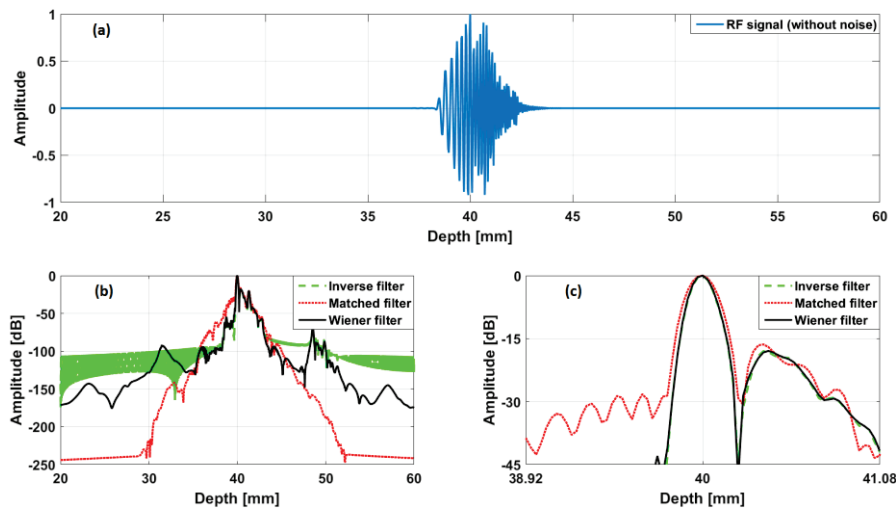 (a)
RF signal (without noise)
Amplitude
1
0.5
0
-0.5
-1
20
25
30
35
40
45
50
55
60
Depth [mm]
(b)
Inverse filter
Matched filter
Wiener filter
Amplitude [dB]
0
-50
-100
-150
-200
-250
20
30
40
50
60
Depth [mm]
(c)
Inverse filter
Matched filter
Wiener filter
Amplitude [dB]
0
-15
-30
-45
38.92
40
41.08
Depth [mm]